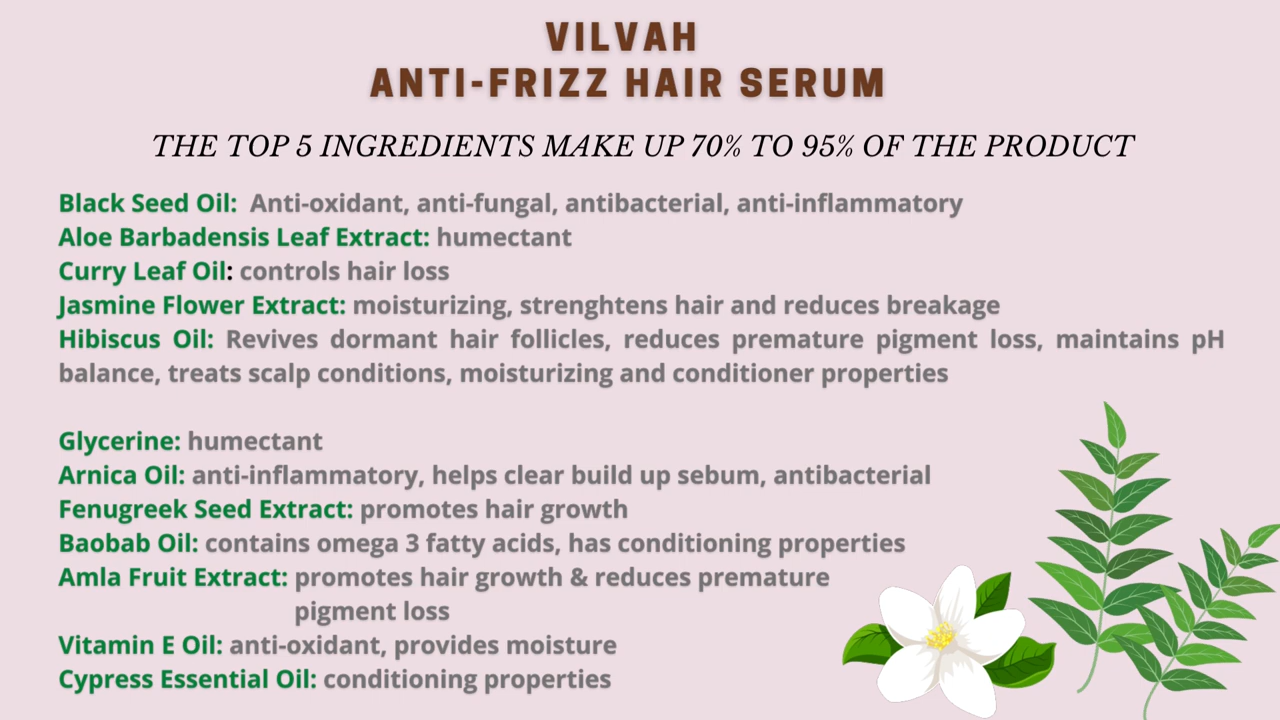 VILVAH
ANTI-FRIZZ HAIR SERUM
THE TOP 5 INGREDIENTS MAKE UP 70% TO 95% OF THE PRODUCT
Black Seed Oil: Anti-oxidant, anti-fungal, antibacterial, anti-inflammatory
Aloe Barbadensis Leaf Extract: humectant
Curry Leaf Oil: controls hair loss
Jasmine Flower Extract: moisturizing, strenghtens hair and reduces breakage
Hibiscus Oil: Revives dormant hair follicles, reduces premature pigment loss, maintains pH
balance, treats scalp conditions, moisturizing and conditioner properties
Glycerine: humectant
Arnica Oil: anti-inflammatory, helps clear build up sebum, antibacterial
Fenugreek Seed Extract: promotes hair growth
Baobab Oil: contains omega 3 fatty acids, has conditioning properties
Amla Fruit Extract: promotes hair growth & reduces premature
pigment loss
Vitamin E Oil: anti-oxidant, provides moisture
Cypress Essential Oil: conditioning properties